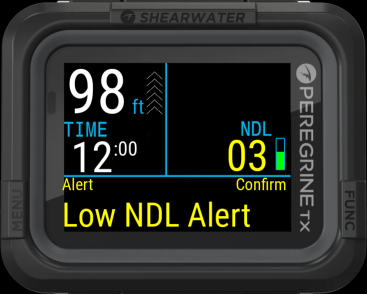 SHEARWATER
98 ft
TIME
NDL
12:00
03
Alert
Confirm
Low NDL Alert
MENU
FUNC
PEREGRINE TX